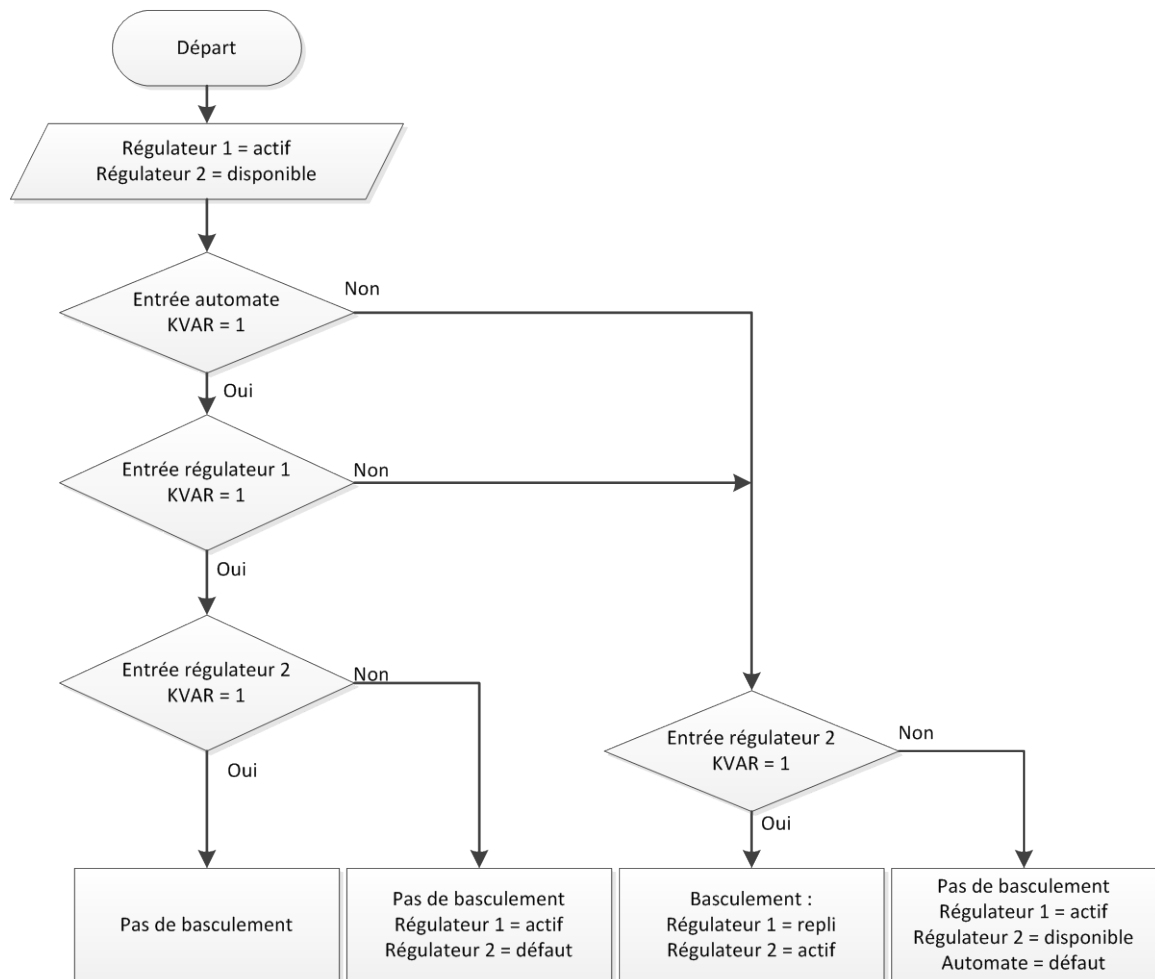 Départ
Régulateur 1 = actif
Régulateur 2 = disponible
Entrée automate
KVAR = 1
Non
Oui
Entrée régulateur 1
KVAR = 1
Non
Oui
Entrée régulateur 2
KVAR = 1
Non
Oui
Entrée régulateur 2
KVAR = 1
Non
Oui
Pas de basculement
Pas de basculement
Régulateur 1 = actif
Régulateur 2 = défaut
Basculement :
Régulateur 1 = repli
Régulateur 2 = actif
Pas de basculement
Régulateur 1 = actif
Régulateur 2 = disponible
Automate = défaut